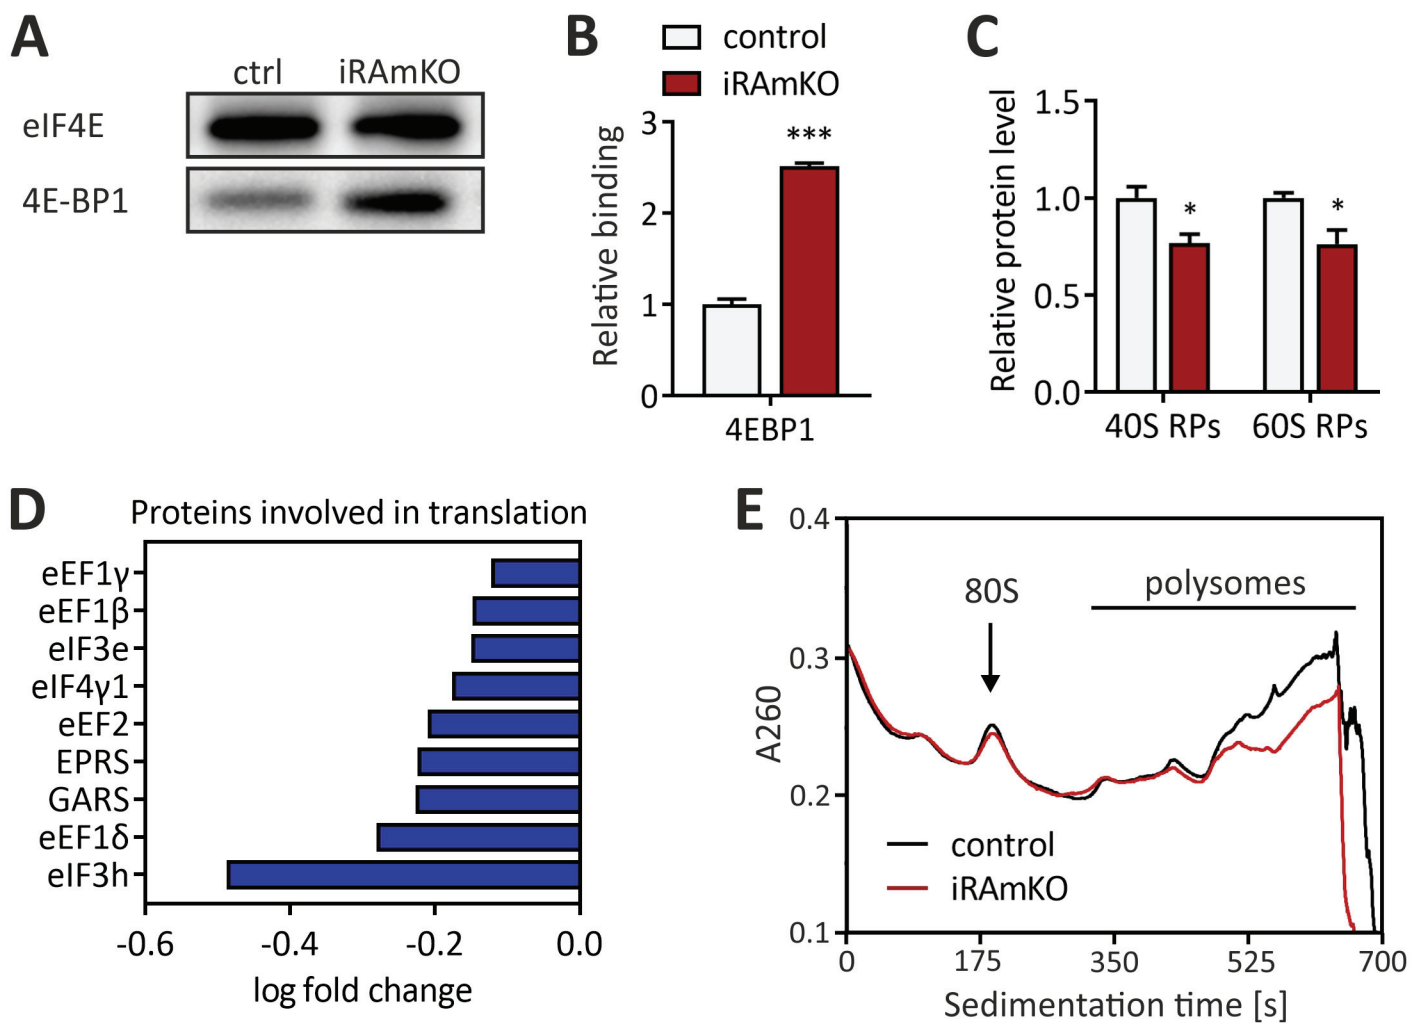 A
ctrl iRAmKO
eIF4E
4E-BP1
B
control
iRAmKO
Relative binding
3
2
1
0
***
4EBP1
C
Relative protein level
1.5
1.0
0.5
0.0
* *
40S RPs 60S RPs
D
Proteins involved in translation
eEF1γ
eEF1β
eIF3e
eIF4γ1
eEF2
EPRS
GARS
eEF1δ
eIF3h
-0.6 -0.4 -0.2 0.0
log fold change
E
A260
0.4
0.3
0.2
0.1
80S
polysomes
control
iRAmKO
0 175 350 525 700
Sedimentation time [s]